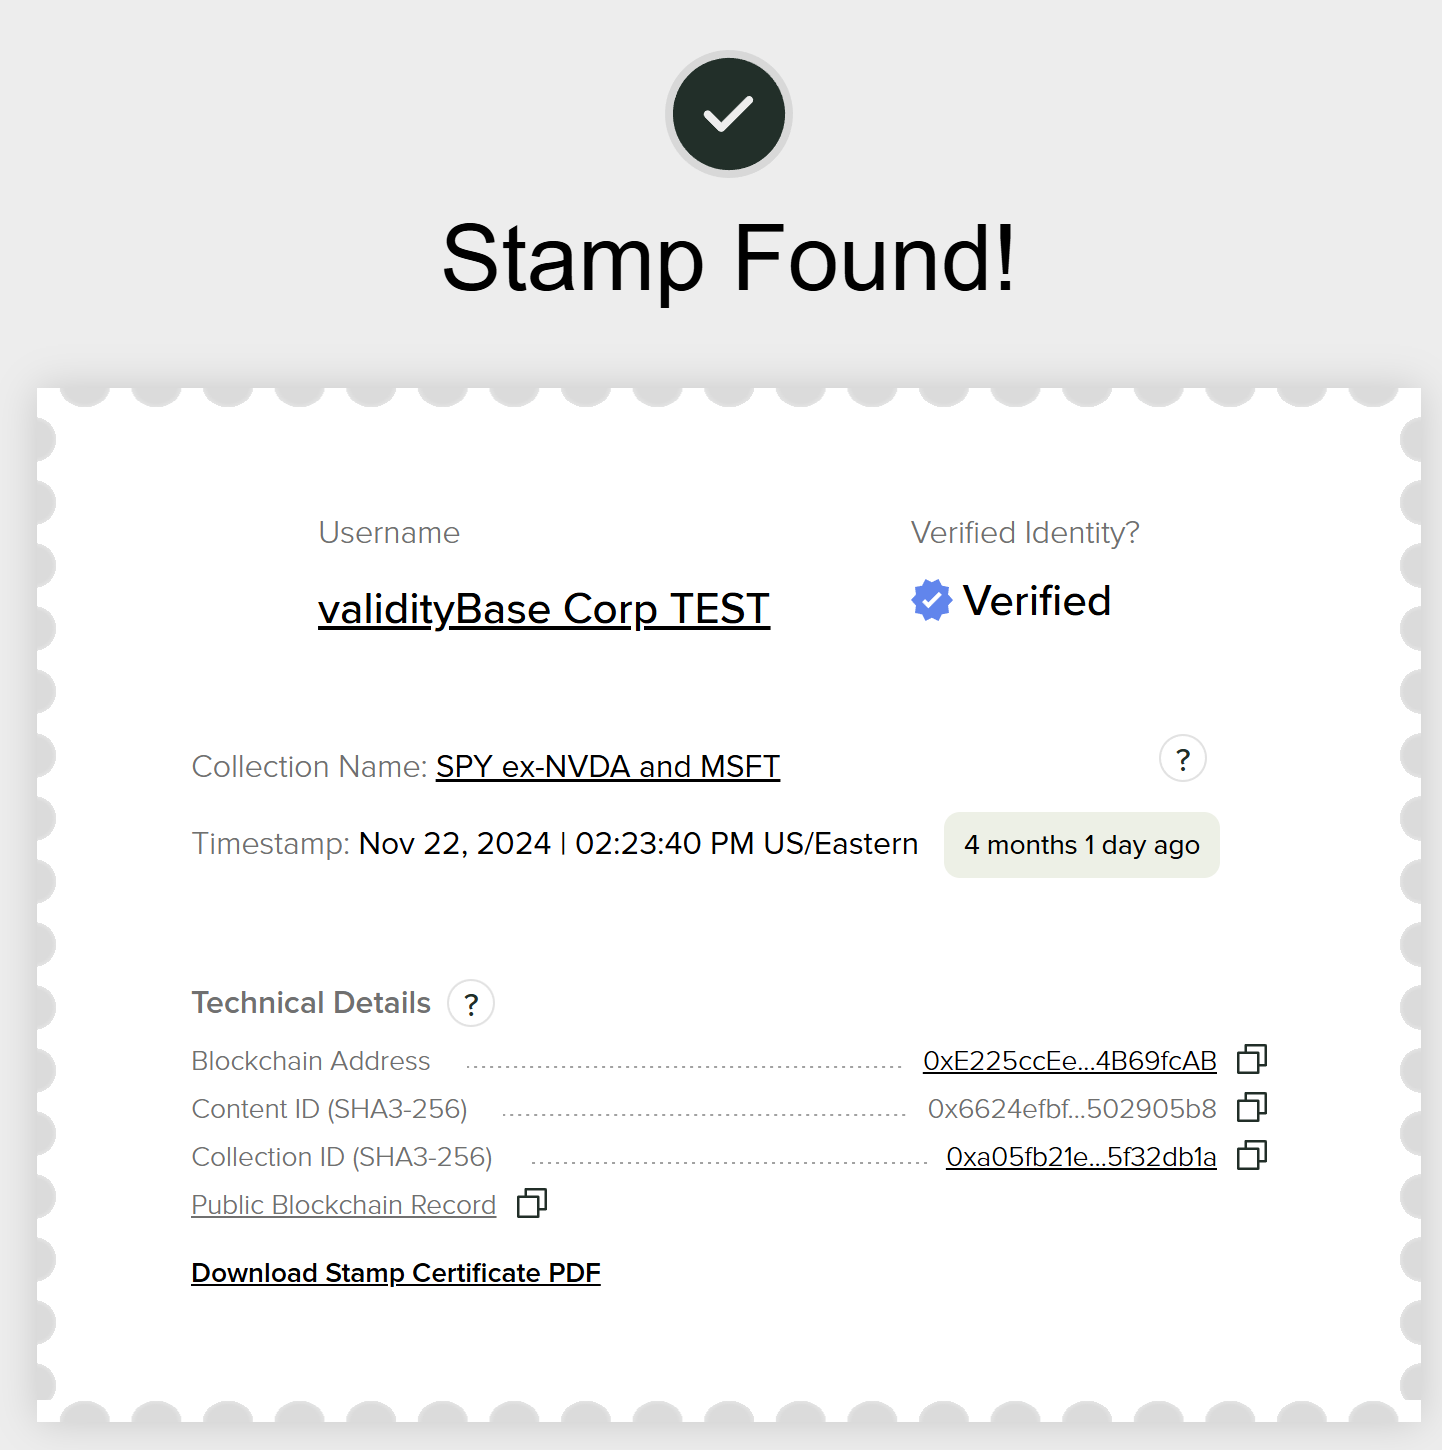 Stamp Found!
Username
validityBase Corp TEST
Verified Identity?
Verified
Collection Name: SPY ex-NVDA and MSFT
?
Timestamp: Nov 22, 2024 | 02:23:40 PM US/Eastern
4 months 1 day ago
Technical Details ?
Blockchain Address 0xE225ccEe...4B69fcAB
Content ID (SHA3-256) 0x6624efbf...502905b8
Collection ID (SHA3-256) 0xa05fb21e...5f32db1a
Public Blockchain Record
Download Stamp Certificate PDF